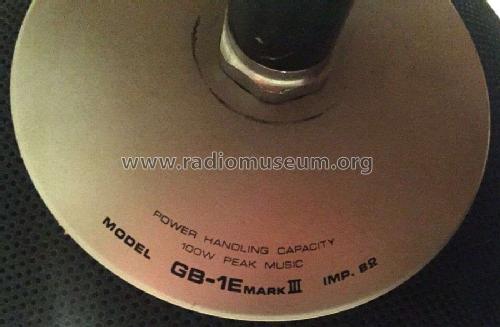 www.radiomuseum.org
POWER HANDLING CAPACITY
100W PEAK MUSIC
MODEL GB-1E MARK III IMP. 8Ω